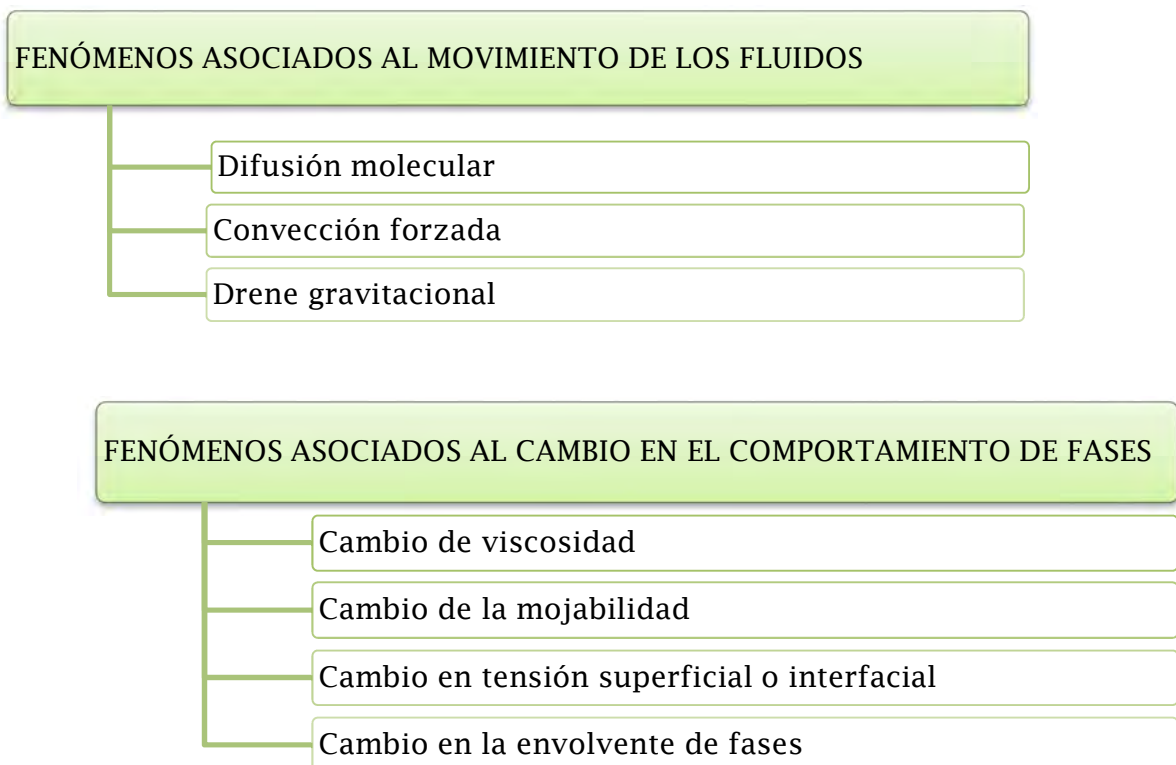 FENÓMENOS ASOCIADOS AL MOVIMIENTO DE LOS FLUIDOS
Difusión molecular
Convección forzada
Drene gravitacional
FENÓMENOS ASOCIADOS AL CAMBIO EN EL COMPORTAMIENTO DE FASES
Cambio de viscosidad
Cambio de la mojabilidad
Cambio en tensión superficial o interfacial
Cambio en la envolvente de fases